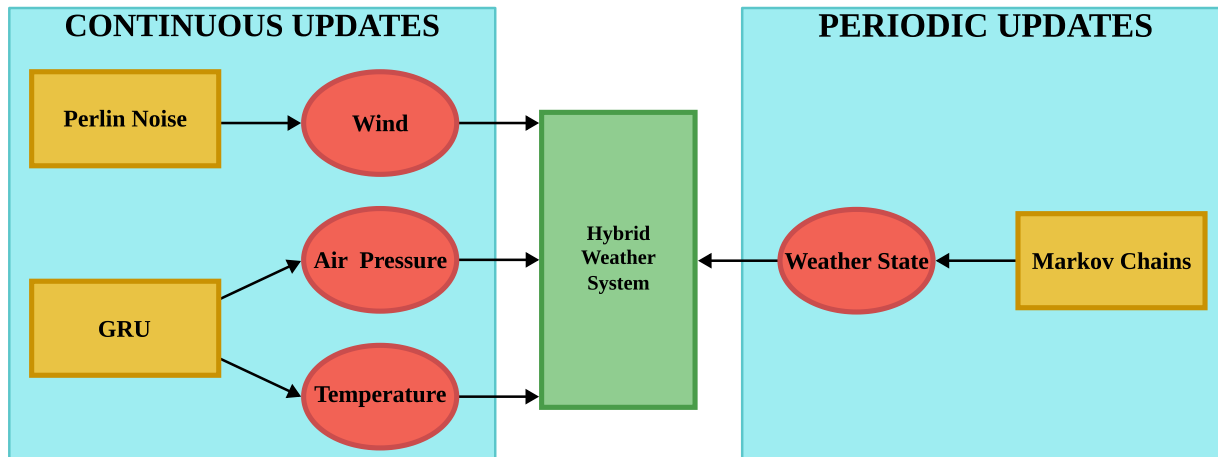 CONTINUOUS UPDATES
PERIODIC UPDATES
Perlin Noise
Wind
Hybrid
Weather
System
Air Pressure
Weather State
Markov Chains
GRU
Temperature